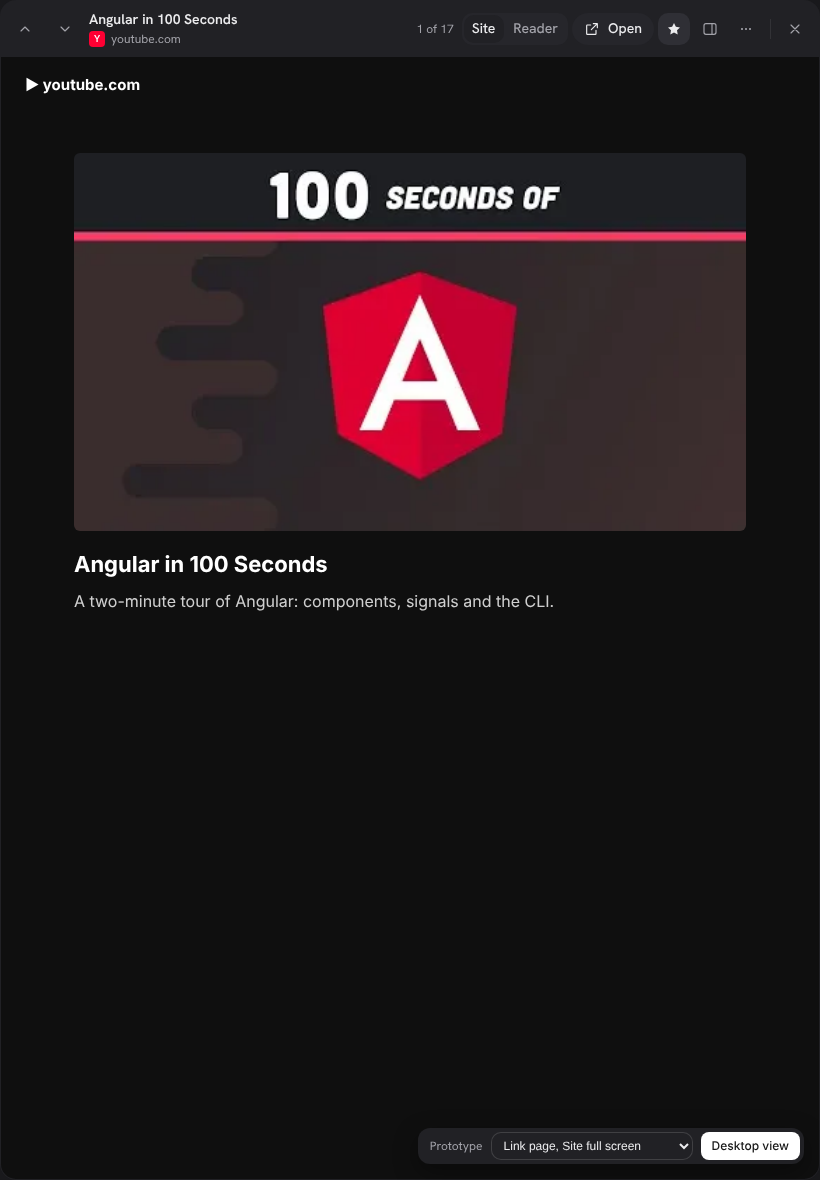 Angular in 100 Seconds
Y youtube.com
1 of 17
Site
Reader
Open
youtube.com
100 SECONDS OF
A
Angular in 100 Seconds
A two-minute tour of Angular: components, signals and the CLI.
Prototype
Link page, Site full screen
Desktop view